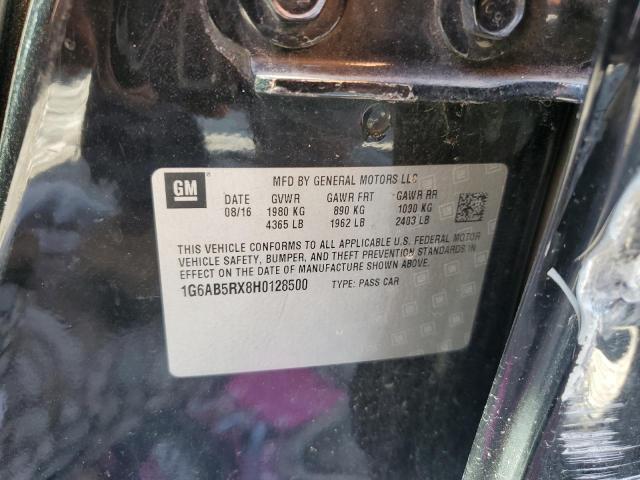 GM
MFD BY GENERAL MOTORS LLC
DATE GVWR GAWR FRT GAWR RR
08/16 1980 KG 890 KG 1090 KG
4365 LB 1962 LB 2403 LB
THIS VEHICLE CONFORMS TO ALL APPLICABLE U.S. FEDERAL MOTOR
VEHICLE SAFETY, BUMPER, AND THEFT PREVENTION STANDARDS IN
EFFECT ON THE DATE OF MANUFACTURE SHOWN ABOVE.
1G6AB5RX8H0128500 TYPE: PASS CAR